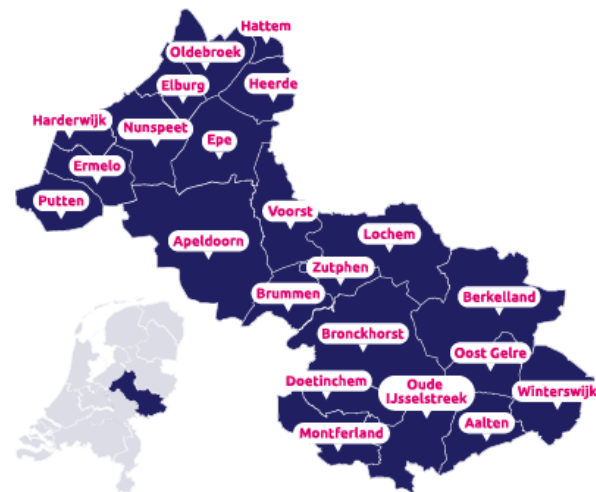 Hattem
Oldebroek
Elburg
Heerde
Harderwijk
Nunspeet
Epe
Ermelo
Putten
Voorst
Apeldoorn
Lochem
Zutphen
Brummen
Berkelland
Bronckhorst
Oost Gelre
Doetinchem
Oude
IJsselstreek
Winterswijk
Aalten
Montferland